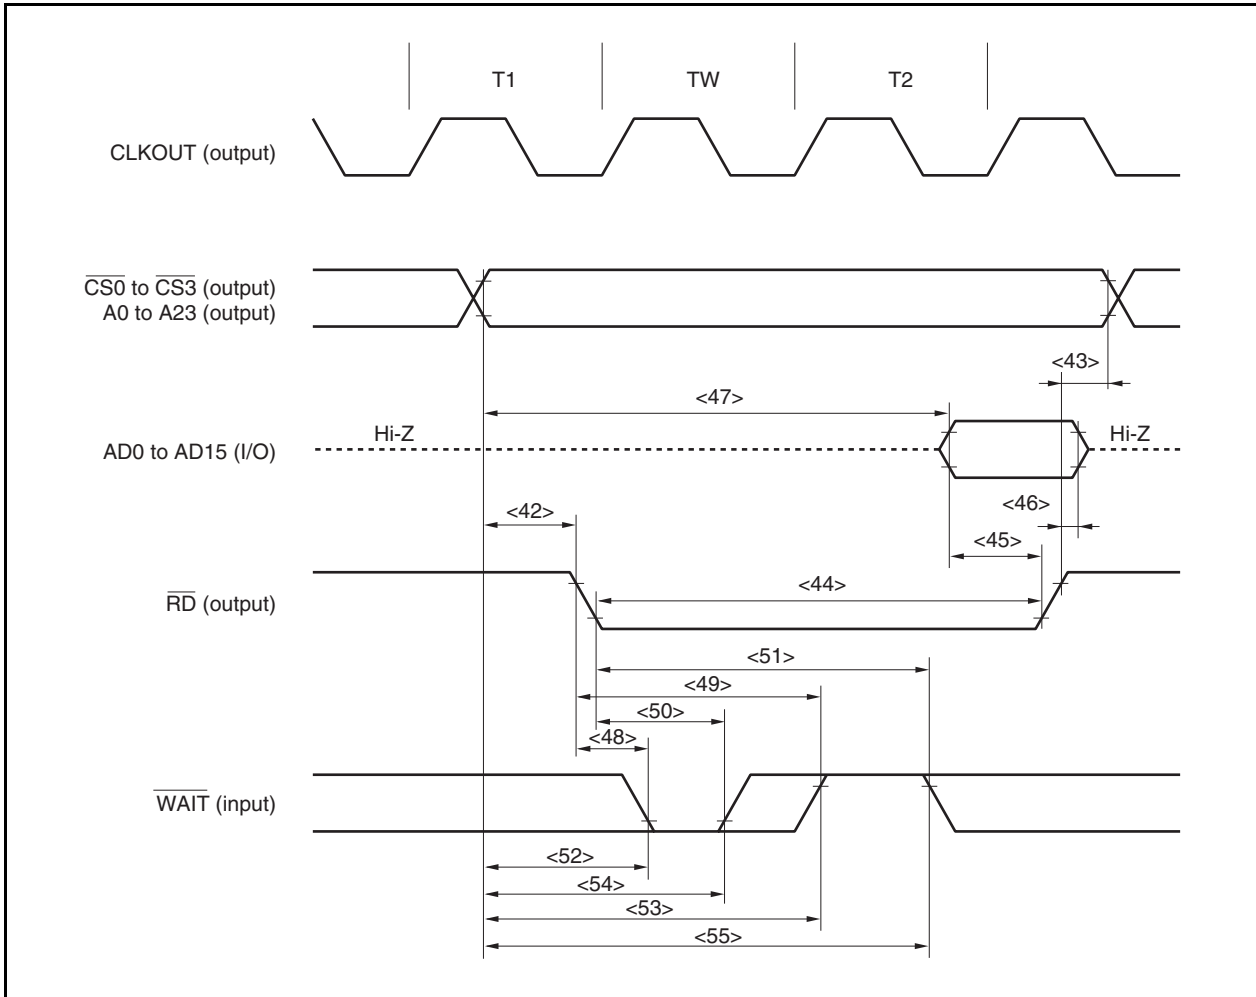 T1 TW T2
CLKOUT (output)
CS0 to CS3 (output)
A0 to A23 (output)
<43>
<47>
Hi-Z Hi-Z
AD0 to AD15 (I/O)
<46>
<42>
<45>
<44>
RD (output)
<51>
<49>
<50>
<48>
WAIT (input)
<52>
<54>
<53>
<55>